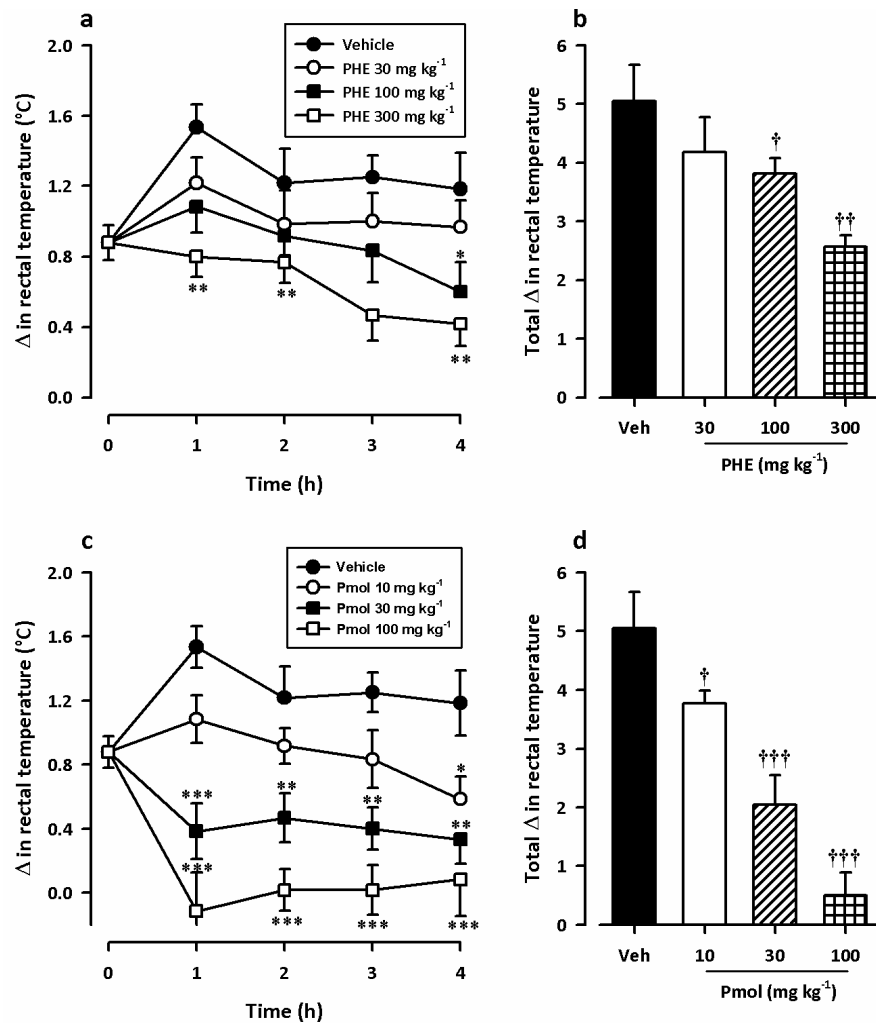 a
2.0
1.6
1.2
0.8
0.4
0.0
Δ in rectal temperature (°C)
Vehicle
PHE 30 mg kg⁻¹
PHE 100 mg kg⁻¹
PHE 300 mg kg⁻¹
*
** ** **
0 1 2 3 4
Time (h)
b
6
5
4
3
2
1
0
Total Δ in rectal temperature
†
††
Veh 30 100 300
PHE (mg kg⁻¹)
c
2.0
1.6
1.2
0.8
0.4
0.0
Δ in rectal temperature (°C)
Vehicle
Pmol 10 mg kg⁻¹
Pmol 30 mg kg⁻¹
Pmol 100 mg kg⁻¹
*
*** ** ** **
***
*** *** ***
0 1 2 3 4
Time (h)
d
6
5
4
3
2
1
0
Total Δ in rectal temperature
†
†††
†††
Veh 10 30 100
Pmol (mg kg⁻¹)